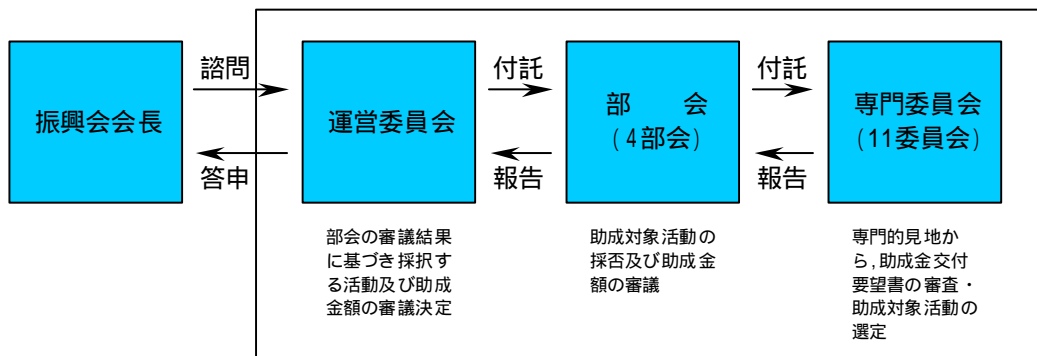 振興会会長
諮問
答申
運営委員会
付託
報告
部　　会
(4部会)
付託
報告
専門委員会
(11委員会)
部会の審議結果
に基づき採択す
る活動及び助成
金額の審議決定
助成対象活動の
採否及び助成金
額の審議
専門的見地か
ら,助成金交付
要望書の審査・
助成対象活動の
選定